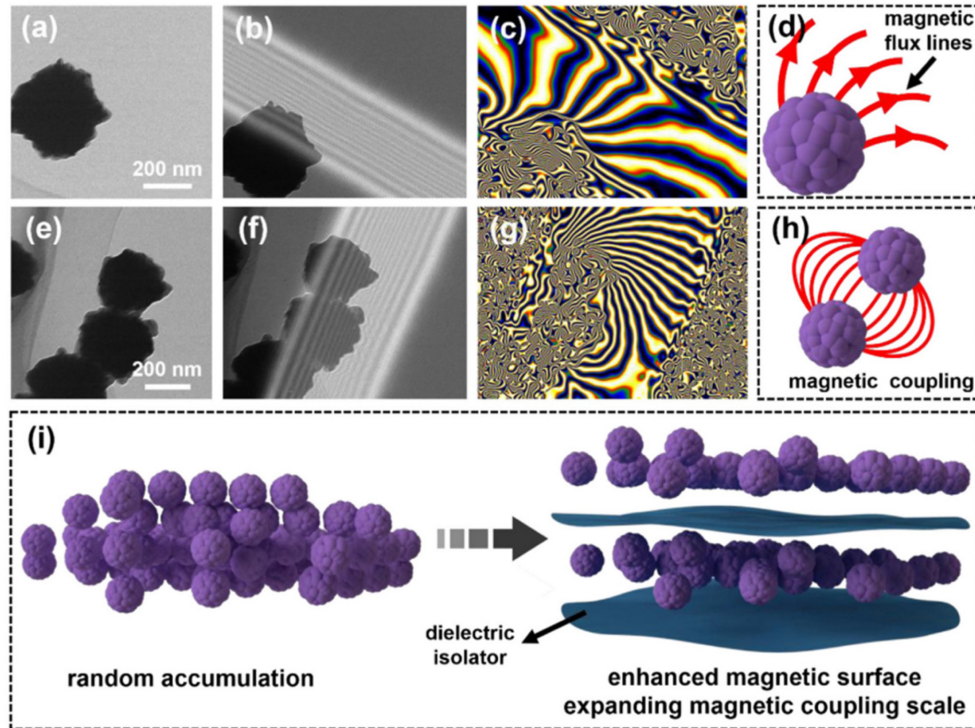 (a)
200 nm
(b)
(c)
(d)
magnetic
flux lines
(e)
200 nm
(f)
(g)
(h)
magnetic coupling
(i)
random accumulation
dielectric
isolator
enhanced magnetic surface
expanding magnetic coupling scale